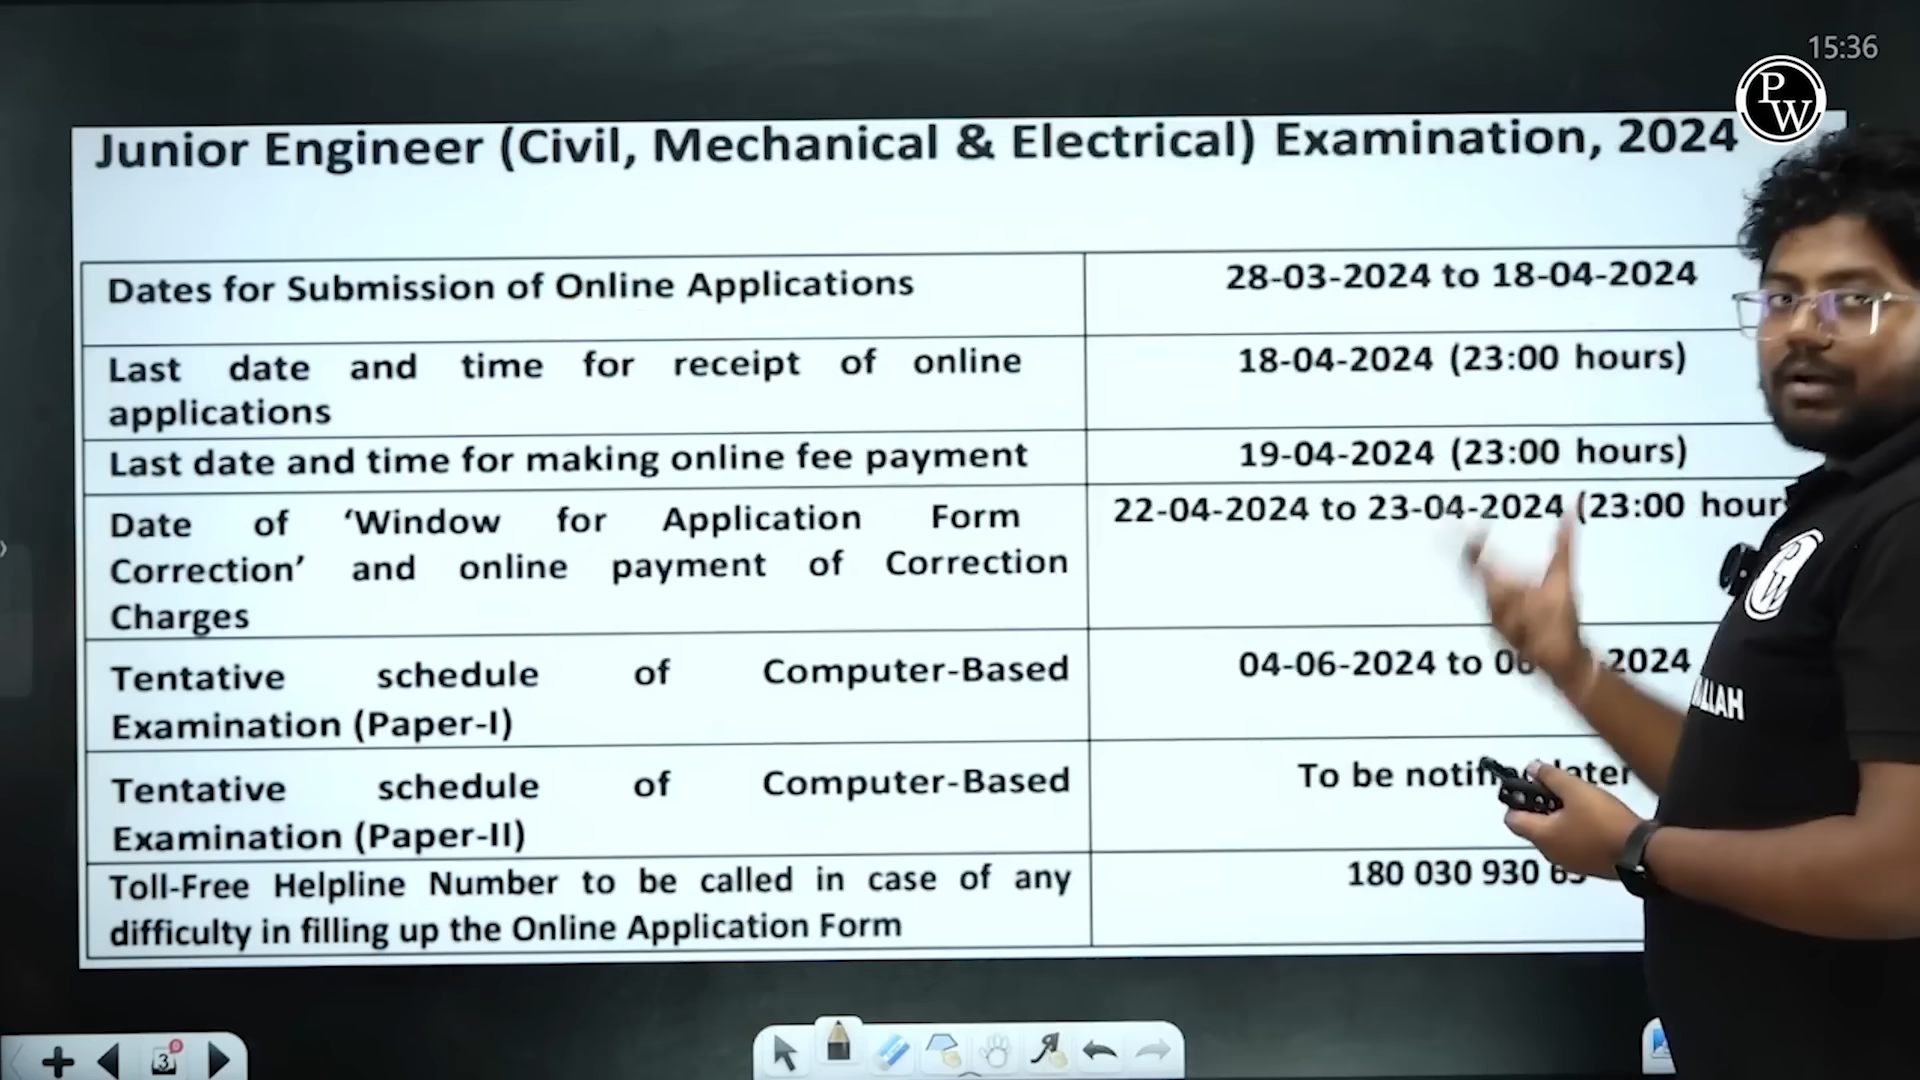 15:36
PW
Junior Engineer (Civil, Mechanical & Electrical) Examination, 2024
Dates for Submission of Online Applications
28-03-2024 to 18-04-2024
Last date and time for receipt of online
applications
18-04-2024 (23:00 hours)
Last date and time for making online fee payment
19-04-2024 (23:00 hours)
Date of ‘Window for Application Form
Correction’ and online payment of Correction
Charges
22-04-2024 to 23-04-2024 (23:00 hour
Tentative schedule of Computer-Based
Examination (Paper-I)
04-06-2024 to 2024
Tentative schedule of Computer-Based
Examination (Paper-II)
To be later
Toll-Free Helpline Number to be called in case of any
difficulty in filling up the Online Application Form
180 030 930
PW
LLAH
3